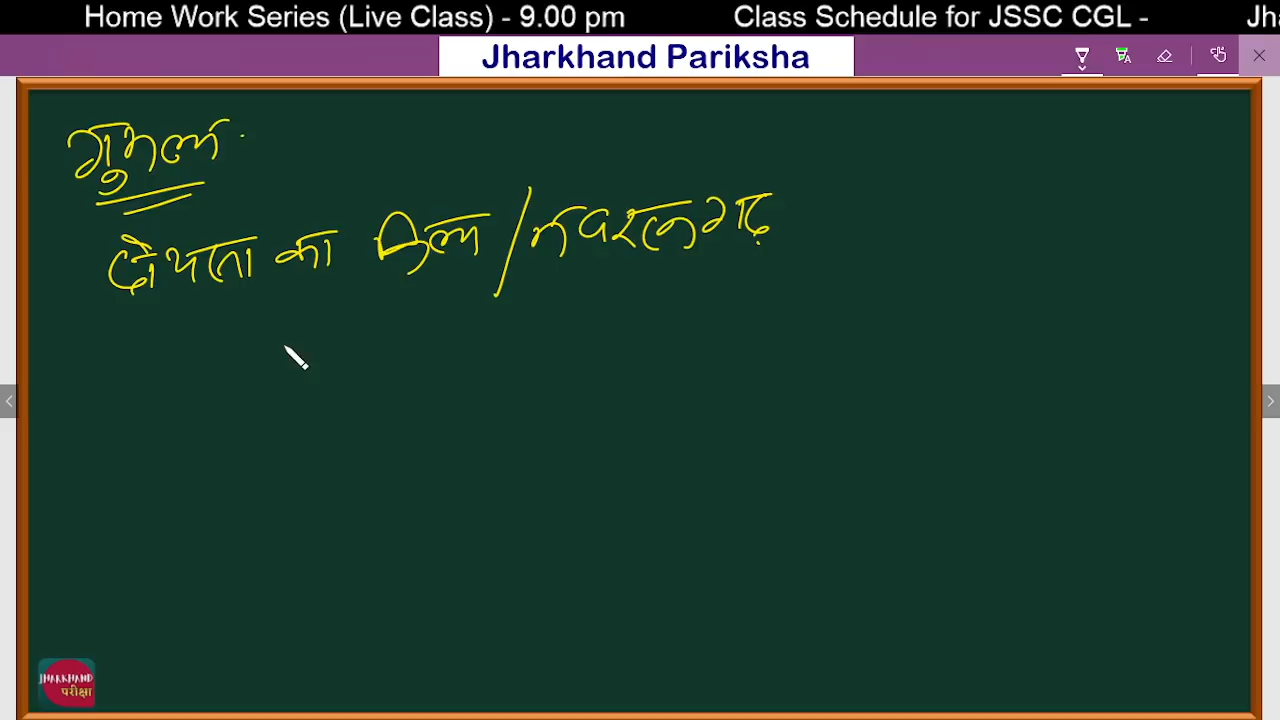 Home Work Series (Live Class) - 9.00 pm Class Schedule for JSSC CGL - Jha
Jharkhand Pariksha
गुमला
दोयसा का किला / नवरतनगढ़
JHARKHAND
परीक्षा